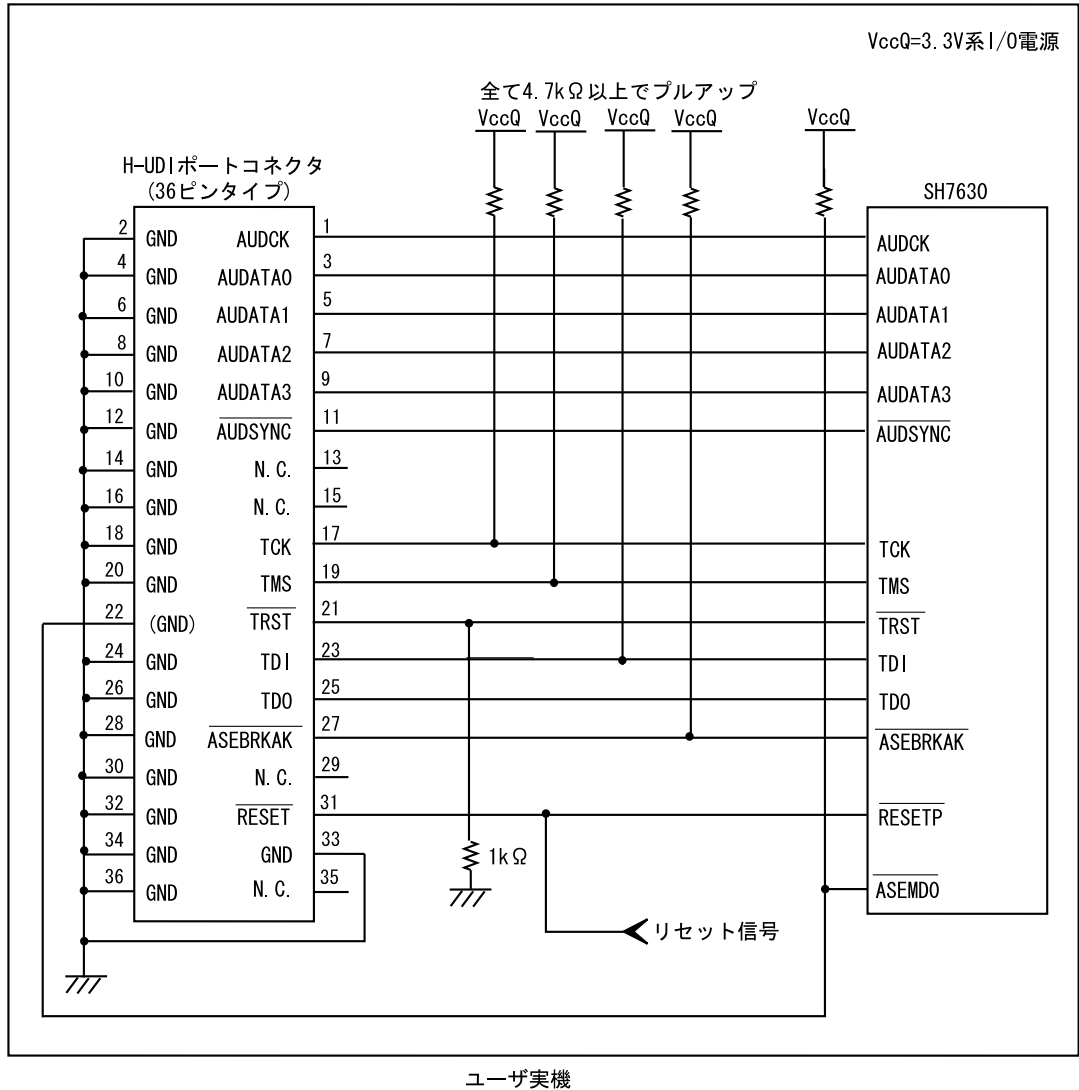 VccQ=3.3V系I/O電源
全て4.7kΩ以上でプルアップ
VccQ VccQ VccQ VccQ VccQ
H-UDIポートコネクタ
(36ピンタイプ)
SH7630
2 GND AUDCK 1 AUDCK
4 GND AUDATA0 3 AUDATA0
6 GND AUDATA1 5 AUDATA1
8 GND AUDATA2 7 AUDATA2
10 GND AUDATA3 9 AUDATA3
12 GND AUDSYNC 11 AUDSYNC
14 GND N.C. 13
16 GND N.C. 15
18 GND TCK 17 TCK
20 GND TMS 19 TMS
22 (GND) TRST 21 TRST
24 GND TDI 23 TDI
26 GND TDO 25 TDO
28 GND ASEBRKAK 27 ASEBRKAK
30 GND N.C. 29
32 GND RESET 31 RESETP
34 GND GND 33
1kΩ
36 GND N.C. 35 ASEMD0
リセット信号
ユーザ実機